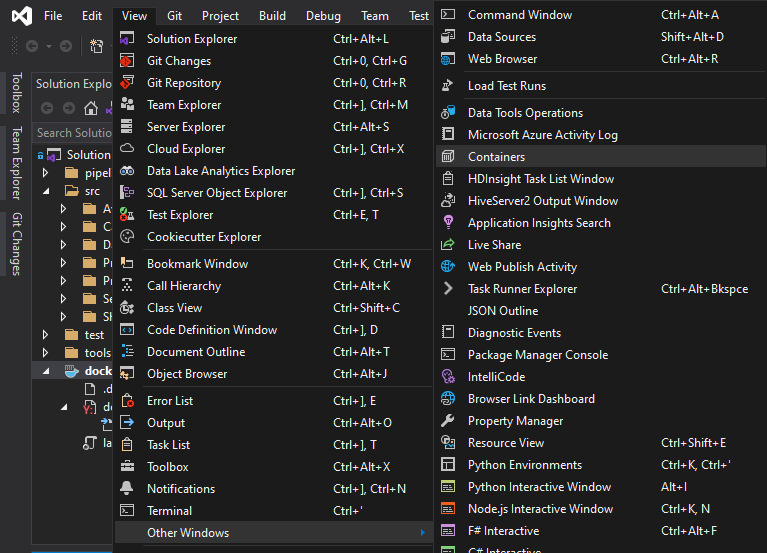 File Edit View Git Project Build Debug Team Test
Toolbox
Team Explorer
Git Changes
Solution Explo
Search Solutio
Solution
pipel
src
A
C
D
Pr
Pr
Se
Sh
test
tools
dock
.d
do
la
Solution Explorer Ctrl+Alt+L
Git Changes Ctrl+0, Ctrl+G
Git Repository Ctrl+0, Ctrl+R
Team Explorer Ctrl+], Ctrl+M
Server Explorer Ctrl+Alt+S
Cloud Explorer Ctrl+], Ctrl+X
Data Lake Analytics Explorer
SQL Server Object Explorer Ctrl+], Ctrl+S
Test Explorer Ctrl+E, T
Cookiecutter Explorer
Bookmark Window Ctrl+K, Ctrl+W
Call Hierarchy Ctrl+Alt+K
Class View Ctrl+Shift+C
Code Definition Window Ctrl+], D
Document Outline Ctrl+Alt+T
Object Browser Ctrl+Alt+J
Error List Ctrl+], E
Output Ctrl+Alt+O
Task List Ctrl+], T
Toolbox Ctrl+Alt+X
Notifications Ctrl+], Ctrl+N
Terminal Ctrl+'
Other Windows
Command Window Ctrl+Alt+A
Data Sources Shift+Alt+D
Web Browser Ctrl+Alt+R
Load Test Runs
Data Tools Operations
Microsoft Azure Activity Log
Containers
HDInsight Task List Window
HiveServer2 Output Window
Application Insights Search
Live Share
Web Publish Activity
Task Runner Explorer Ctrl+Alt+Bkspce
JSON Outline
Diagnostic Events
Package Manager Console
IntelliCode
Browser Link Dashboard
Property Manager
Resource View Ctrl+Shift+E
Python Environments Ctrl+K, Ctrl+'
Python Interactive Window Alt+I
Node.js Interactive Window Ctrl+K, N
F# Interactive Ctrl+Alt+F
C# Interactive